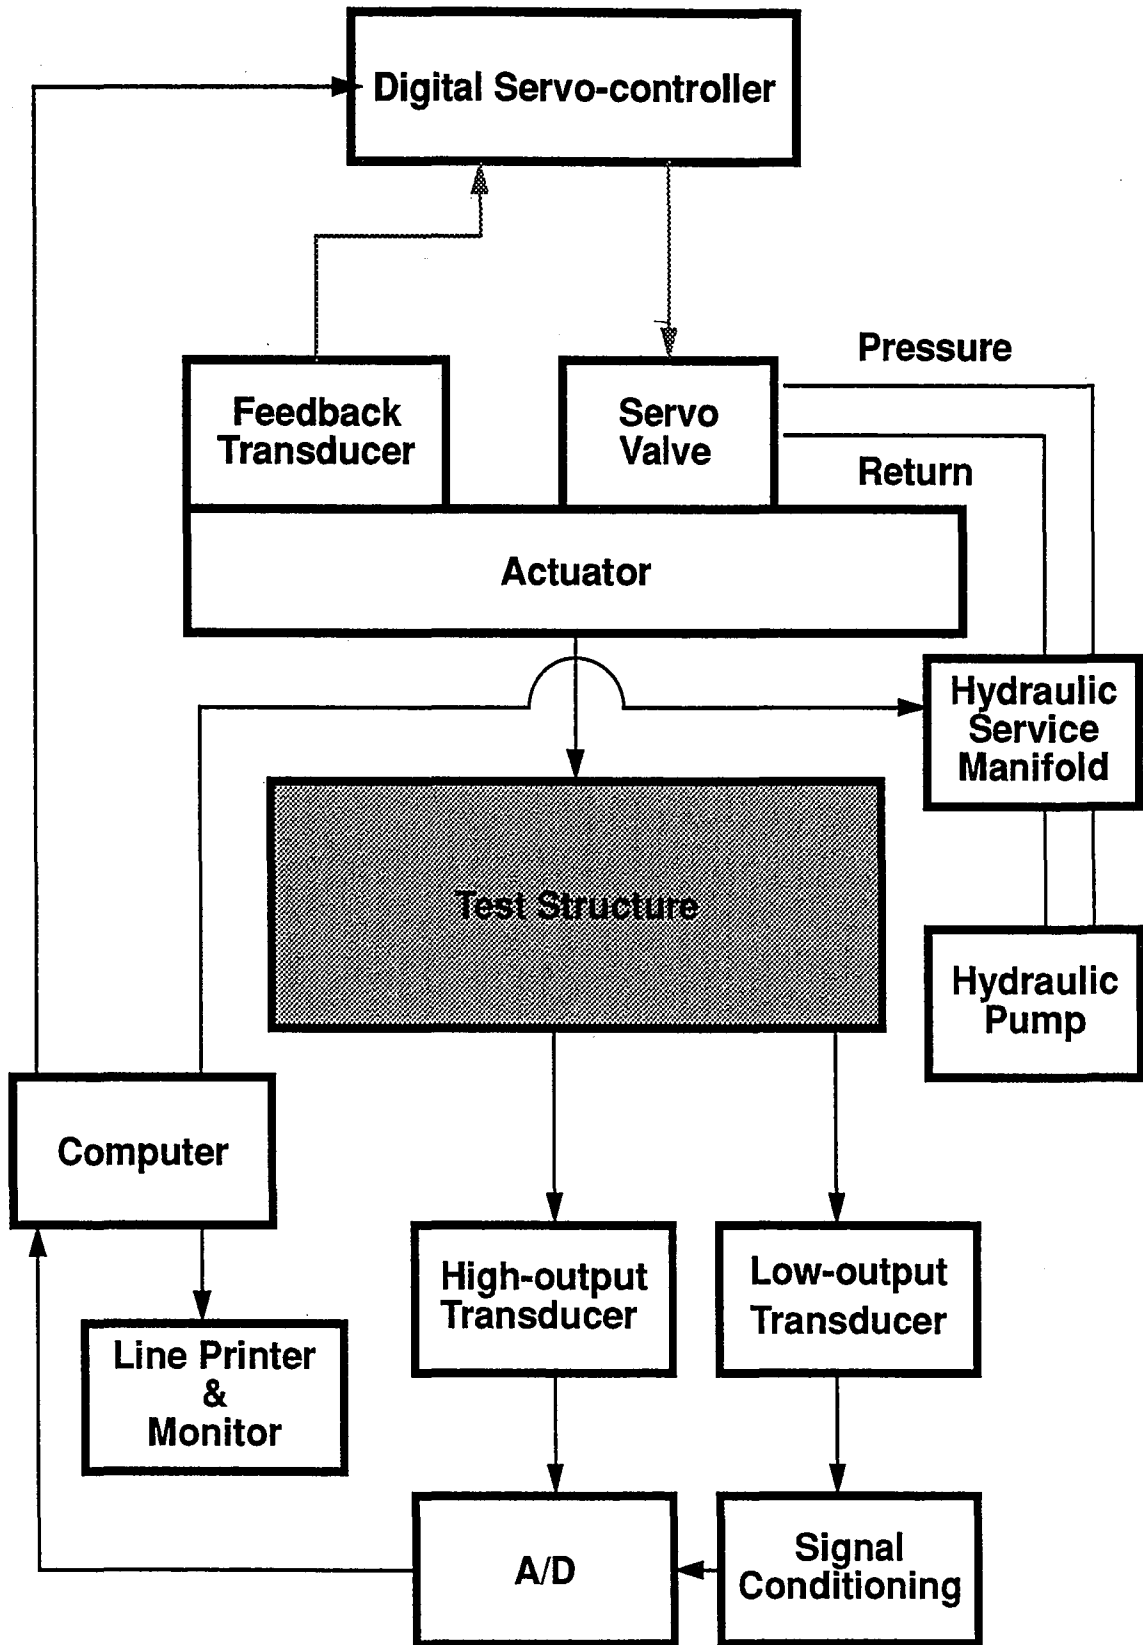 Digital Servo-controller
Pressure
Feedback
Transducer
Servo
Valve
Return
Actuator
Hydraulic
Service
Manifold
Test Structure
Hydraulic
Pump
Computer
High-output
Transducer
Low-output
Transducer
Line Printer
&
Monitor
A/D
Signal
Conditioning